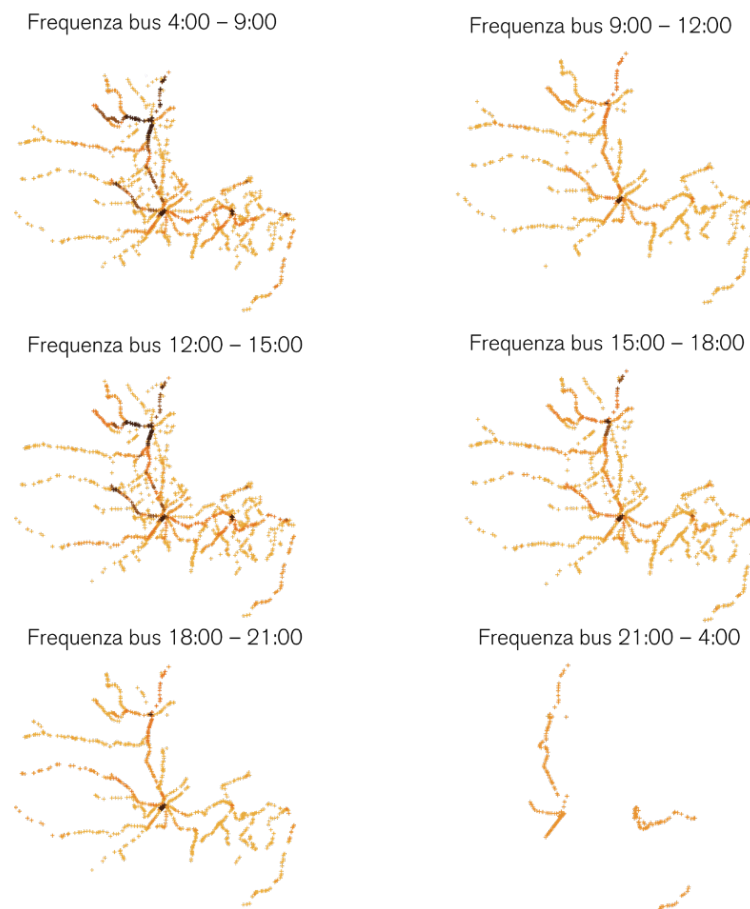 Frequenza bus 4:00 – 9:00
Frequenza bus 9:00 – 12:00
Frequenza bus 12:00 – 15:00
Frequenza bus 15:00 – 18:00
Frequenza bus 18:00 – 21:00
Frequenza bus 21:00 – 4:00